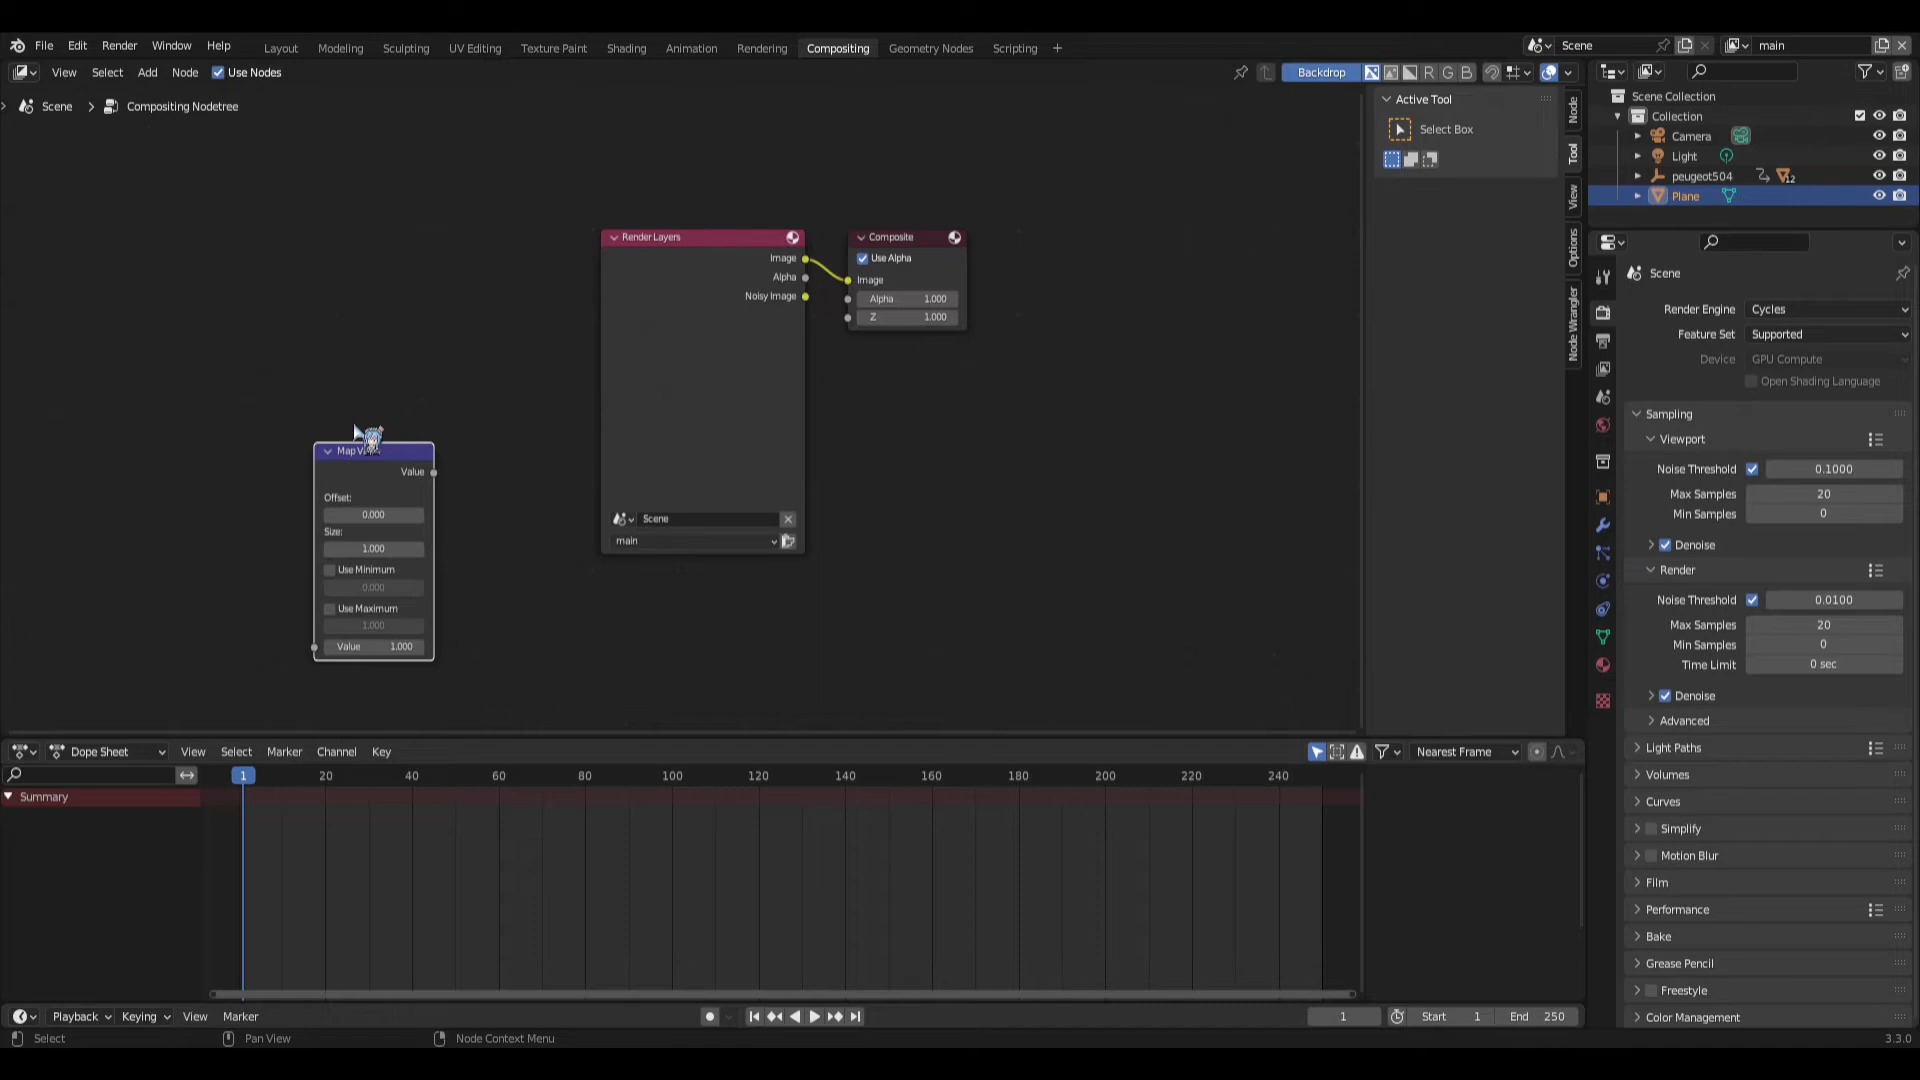 File Edit Render Window Help Layout Modeling Sculpting UV Editing Texture Paint Shading Animation Rendering Compositing Geometry Nodes Scripting + Scene main
View Select Add Node Use Nodes Backdrop R G B
Scene > Compositing Nodetree
Active Tool
Select Box
Node
Tool
View
Options
Node Wrangler
Scene Collection
Collection
Camera
Light
peugeot504 12
Plane
Render Layers
Image
Alpha
Noisy Image
Scene
main
Composite
Use Alpha
Image
Alpha 1.000
Z 1.000
Map V
Value
Offset:
0.000
Size:
1.000
Use Minimum
0.000
Use Maximum
1.000
Value 1.000
Scene
Render Engine Cycles
Feature Set Supported
Device GPU Compute
Open Shading Language
Sampling
Viewport
Noise Threshold 0.1000
Max Samples 20
Min Samples 0
Denoise
Render
Noise Threshold 0.0100
Max Samples 20
Min Samples 0
Time Limit 0 sec
Denoise
Advanced
Light Paths
Volumes
Curves
Simplify
Motion Blur
Film
Performance
Bake
Grease Pencil
Freestyle
Color Management
Dope Sheet View Select Marker Channel Key Nearest Frame
1 20 40 60 80 100 120 140 160 180 200 220 240
Summary
Playback Keying View Marker 1 Start 1 End 250
Select Pan View Node Context Menu 3.3.0